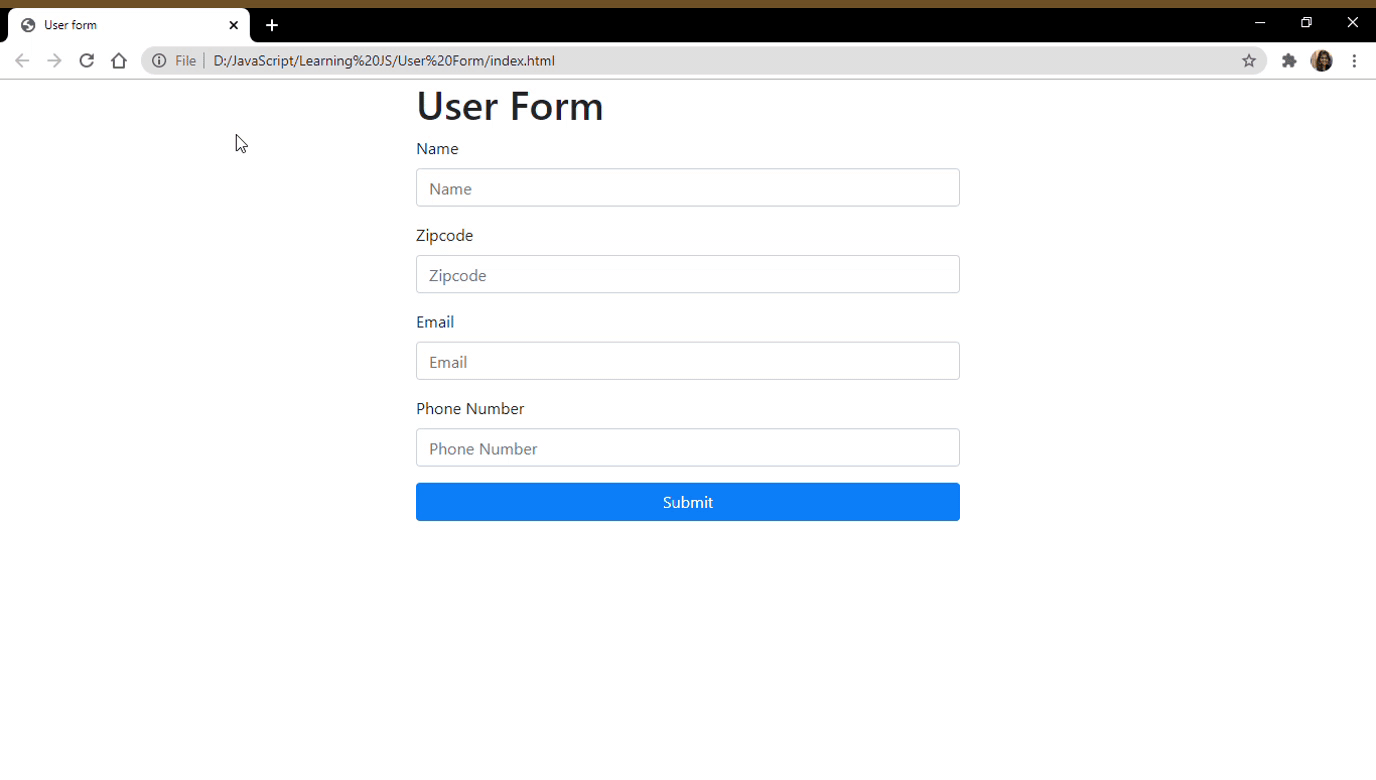 User form
File
D:/JavaScript/Learning%20JS/User%20Form/index.html
User Form
Name
Name
Zipcode
Zipcode
Email
Email
Phone Number
Phone Number
Submit